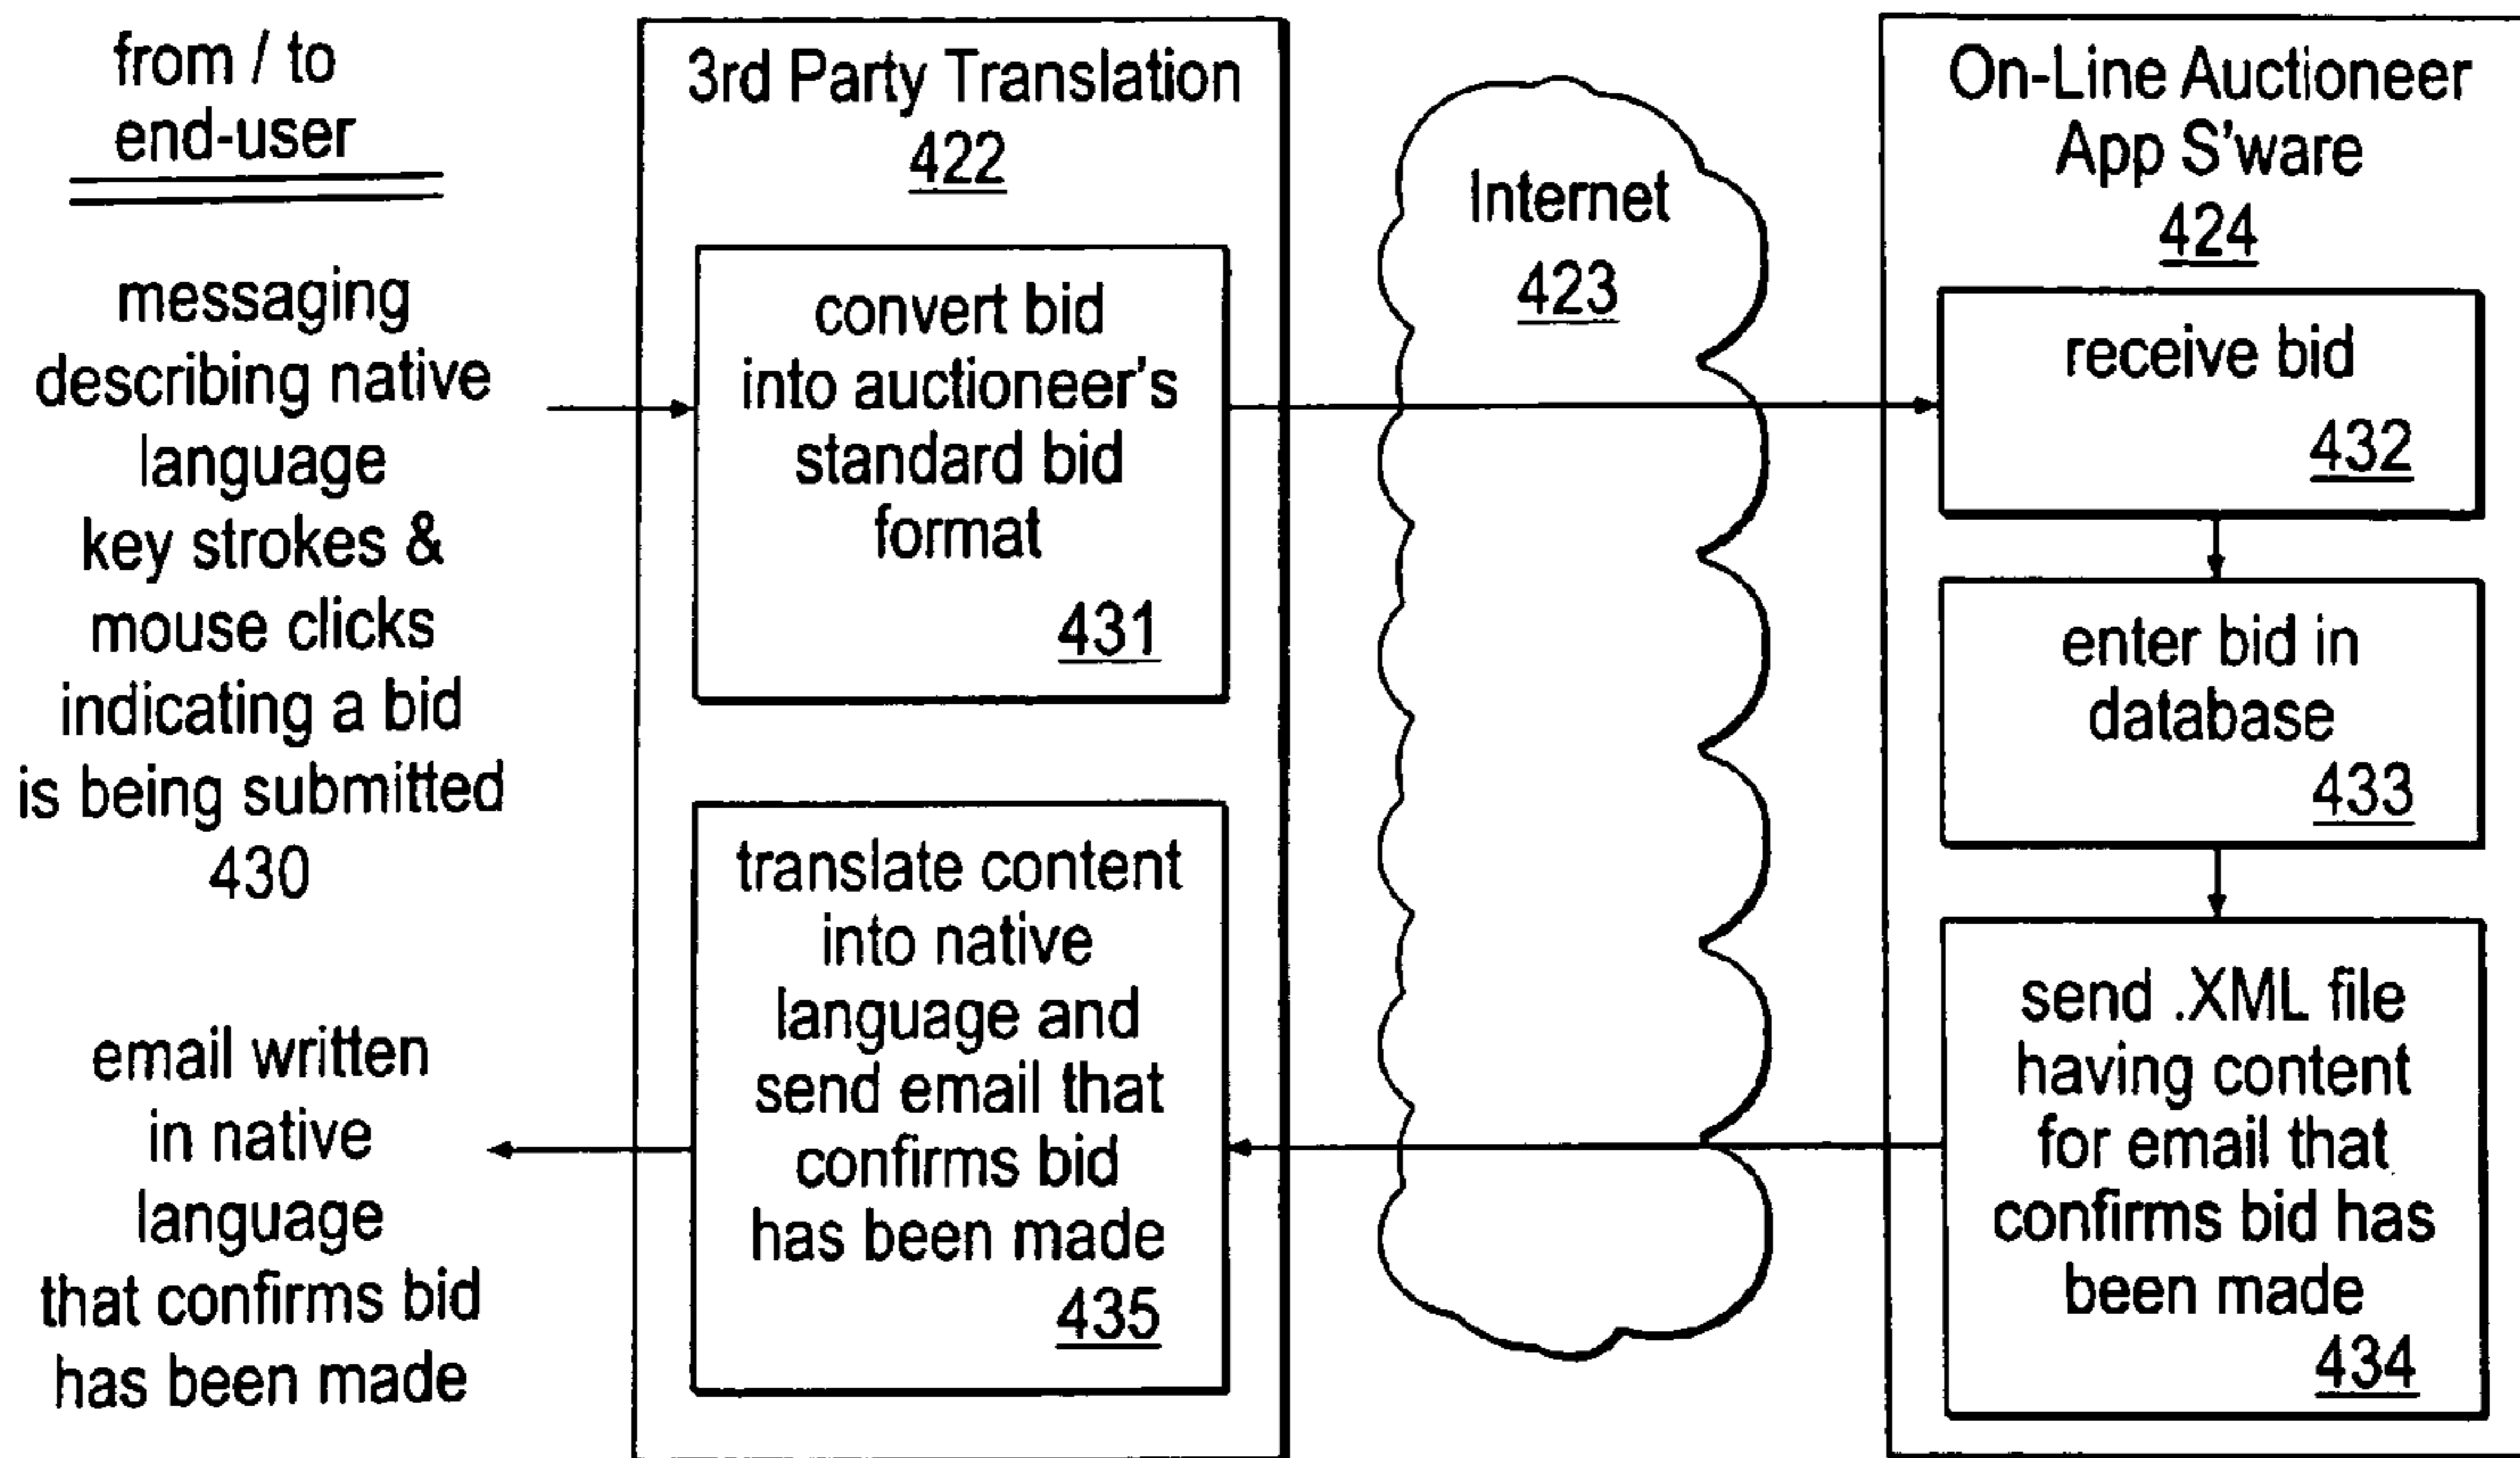 from / to
end-user
messaging
describing native
language
key strokes &
mouse clicks
indicating a bid
is being submitted
430
email written
in native
language
that confirms bid
has been made
3rd Party Translation
422
convert bid
into auctioneer's
standard bid
format
431
translate content
into native
language and
send email that
confirms bid
has been made
435
Internet
423
On-Line Auctioneer
App S'ware
424
receive bid
432
enter bid in
database
433
send .XML file
having content
for email that
confirms bid has
been made
434